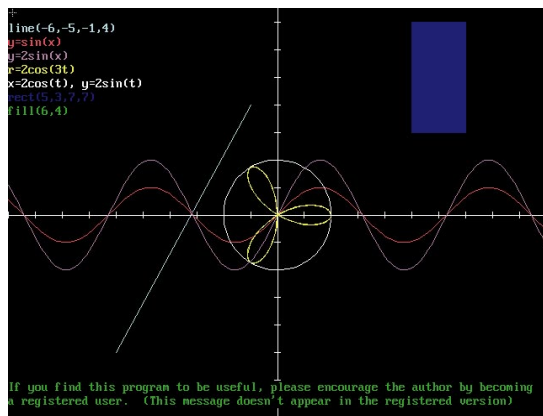 line(-6,-5,-1,4)
y=sin(x)
y=2sin(x)
r=2cos(3t)
x=2cos(t), y=2sin(t)
rect(5,3,7,7)
fill(6,4)
If you find this program to be useful, please encourage the author by becoming
a registered user.  (This message doesn't appear in the registered version)